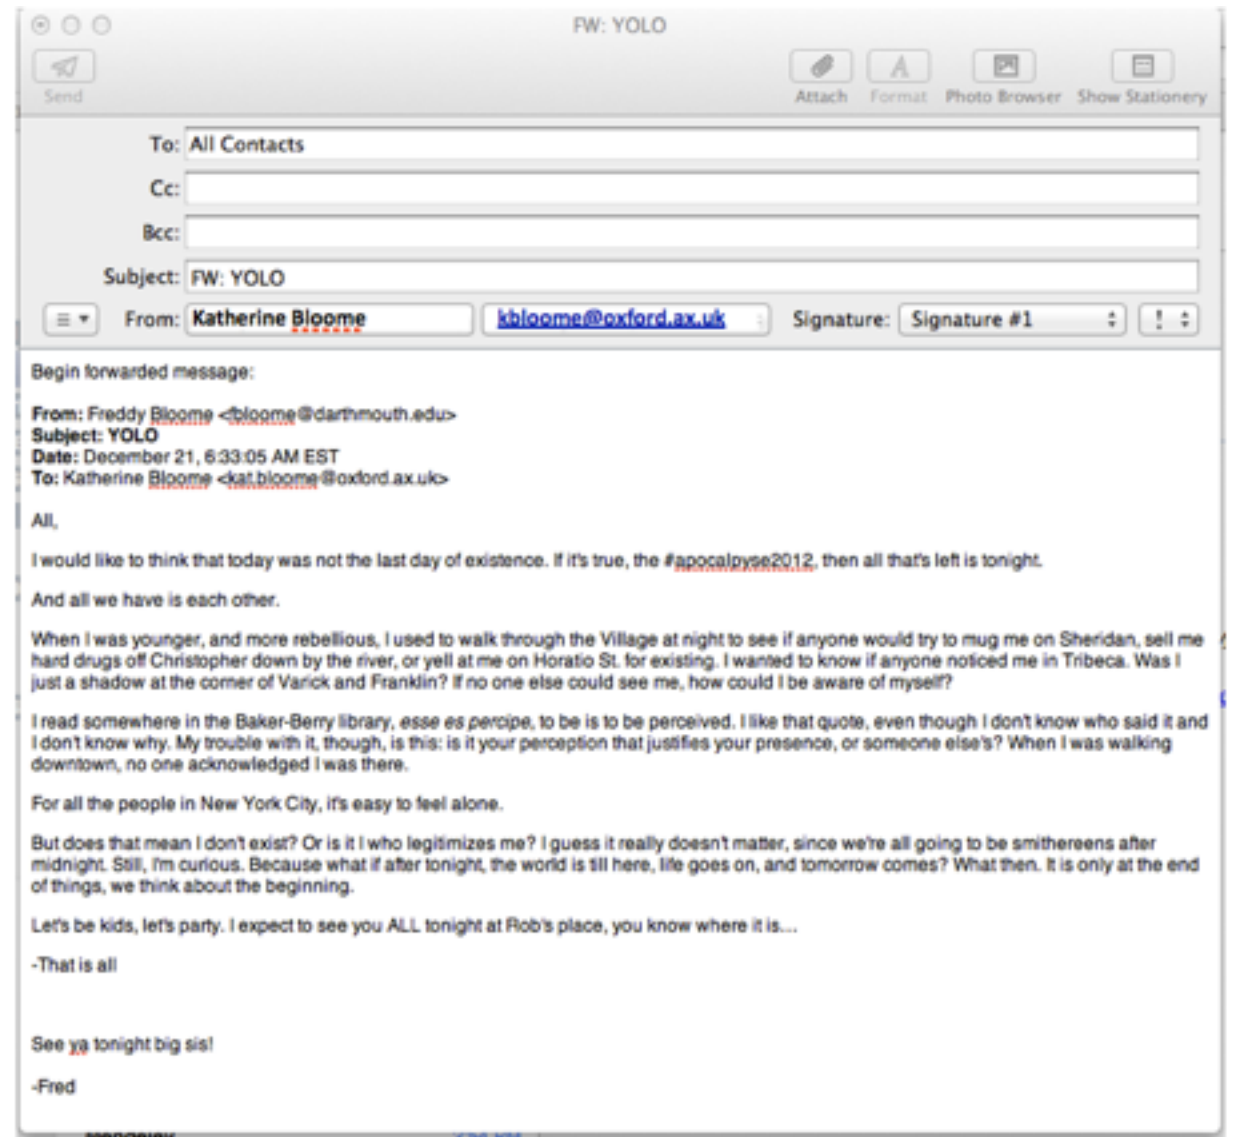 FW: YOLO
Send
Attach
Format
Photo Browser
Show Stationery
To: All Contacts
Cc:
Bcc:
Subject: FW: YOLO
From: Katherine Bloome kbloome@oxford.ax.uk Signature: Signature #1 !
Begin forwarded message:
From: Freddy Bloome <fbloome@darthmouth.edu>
Subject: YOLO
Date: December 21, 6:33:05 AM EST
To: Katherine Bloome <kat.bloome@oxford.ax.uk>
All,
I would like to think that today was not the last day of existence. If it's true, the #apocalpyse2012, then all that's left is tonight.
And all we have is each other.
When I was younger, and more rebellious, I used to walk through the Village at night to see if anyone would try to mug me on Sheridan, sell me
hard drugs off Christopher down by the river, or yell at me on Horatio St. for existing. I wanted to know if anyone noticed me in Tribeca. Was I
just a shadow at the corner of Varick and Franklin? If no one else could see me, how could I be aware of myself?
I read somewhere in the Baker-Berry library, esse es percipe, to be is to be perceived. I like that quote, even though I don't know who said it and
I don't know why. My trouble with it, though, is this: is it your perception that justifies your presence, or someone else's? When I was walking
downtown, no one acknowledged I was there.
For all the people in New York City, it's easy to feel alone.
But does that mean I don't exist? Or is it I who legitimizes me? I guess it really doesn't matter, since we're all going to be smithereens after
midnight. Still, I'm curious. Because what if after tonight, the world is till here, life goes on, and tomorrow comes? What then. It is only at the end
of things, we think about the beginning.
Let's be kids, let's party. I expect to see you ALL tonight at Rob's place, you know where it is...
-That is all
See ya tonight big sis!
-Fred